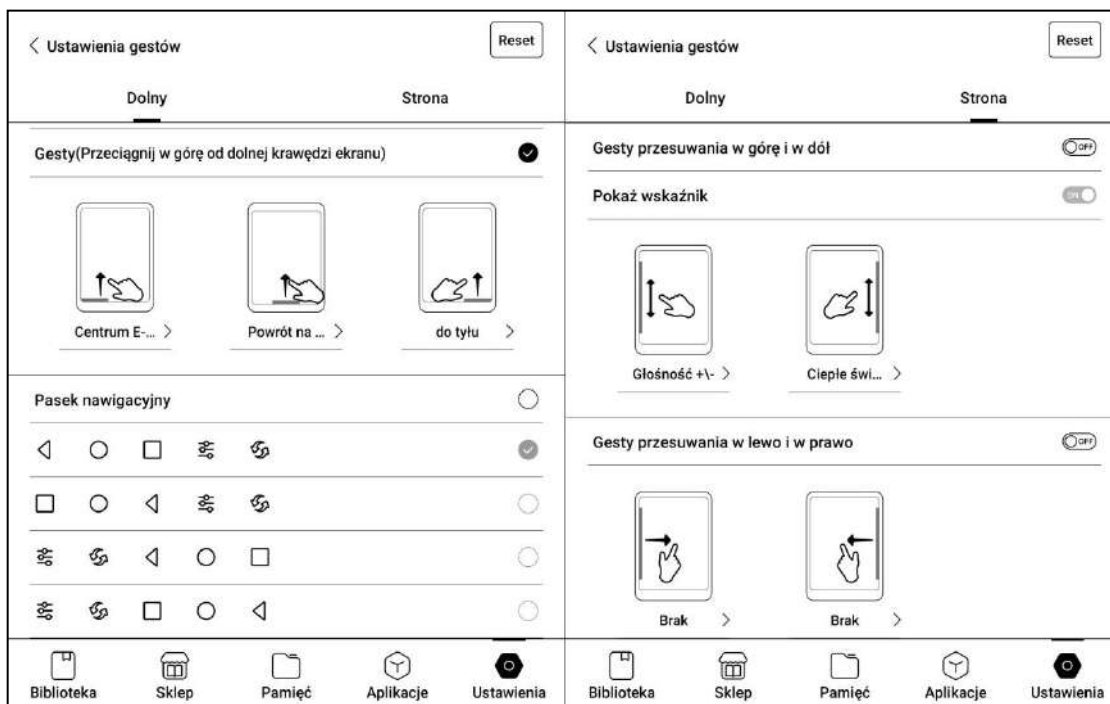 Ustawienia gestów
Reset
Dolny
Strona
Gesty(Przeciągnij w górę od dolnej krawędzi ekranu)
Centrum E-...
Powrót na ...
do tyłu
Pasek nawigacyjny
Biblioteka
Sklep
Pamięć
Aplikacje
Ustawienia
Ustawienia gestów
Reset
Dolny
Strona
Gesty przesuwania w górę i w dół
OFF
Pokaż wskaźnik
ON
Głośność +\-
Ciepłe świ...
Gesty przesuwania w lewo i w prawo
OFF
Brak
Brak
Biblioteka
Sklep
Pamięć
Aplikacje
Ustawienia